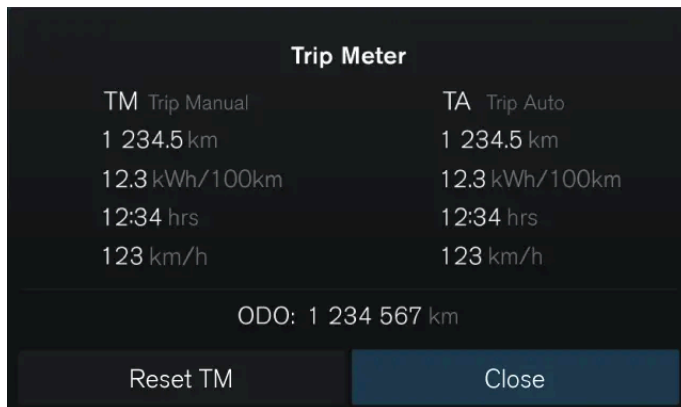 Trip Meter
TM Trip Manual
1 234.5 km
12.3 kWh/100km
12:34 hrs
123 km/h
TA Trip Auto
1 234.5 km
12.3 kWh/100km
12:34 hrs
123 km/h
ODO: 1 234 567 km
Reset TM
Close